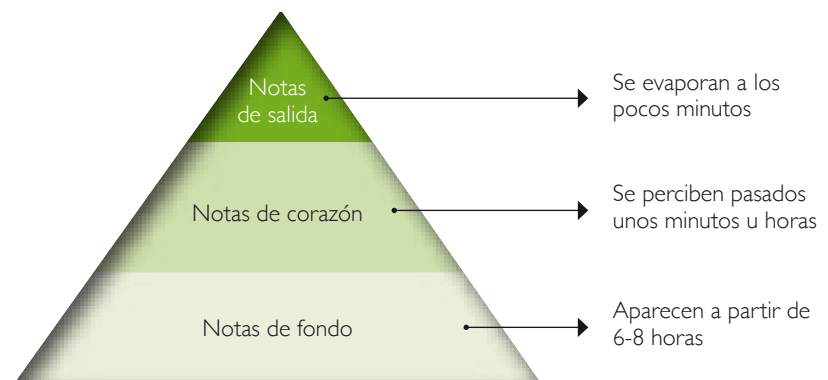 Notas
de salida
Se evaporan a los
pocos minutos
Notas de corazón
Se perciben pasados
unos minutos u horas
Notas de fondo
Aparecen a partir de
6-8 horas